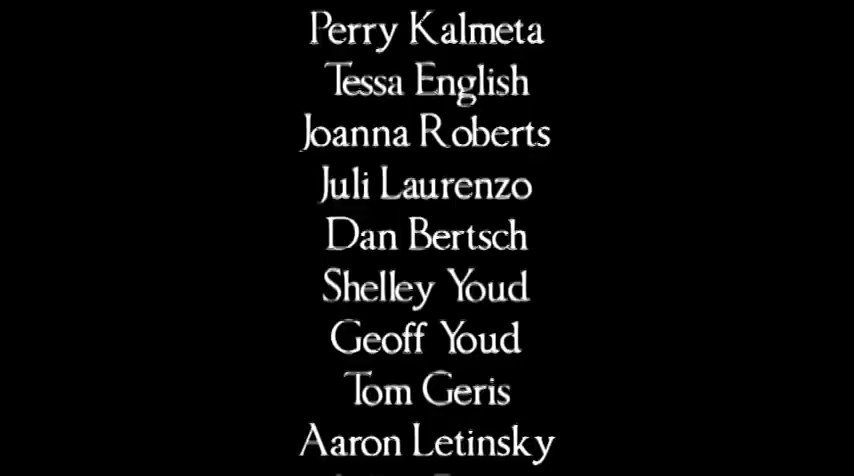 Perry Kalmeta
Tessa English
Joanna Roberts
Juli Laurenzo
Dan Bertsch
Shelley Youd
Geoff Youd
Tom Geris
Aaron Letinsky